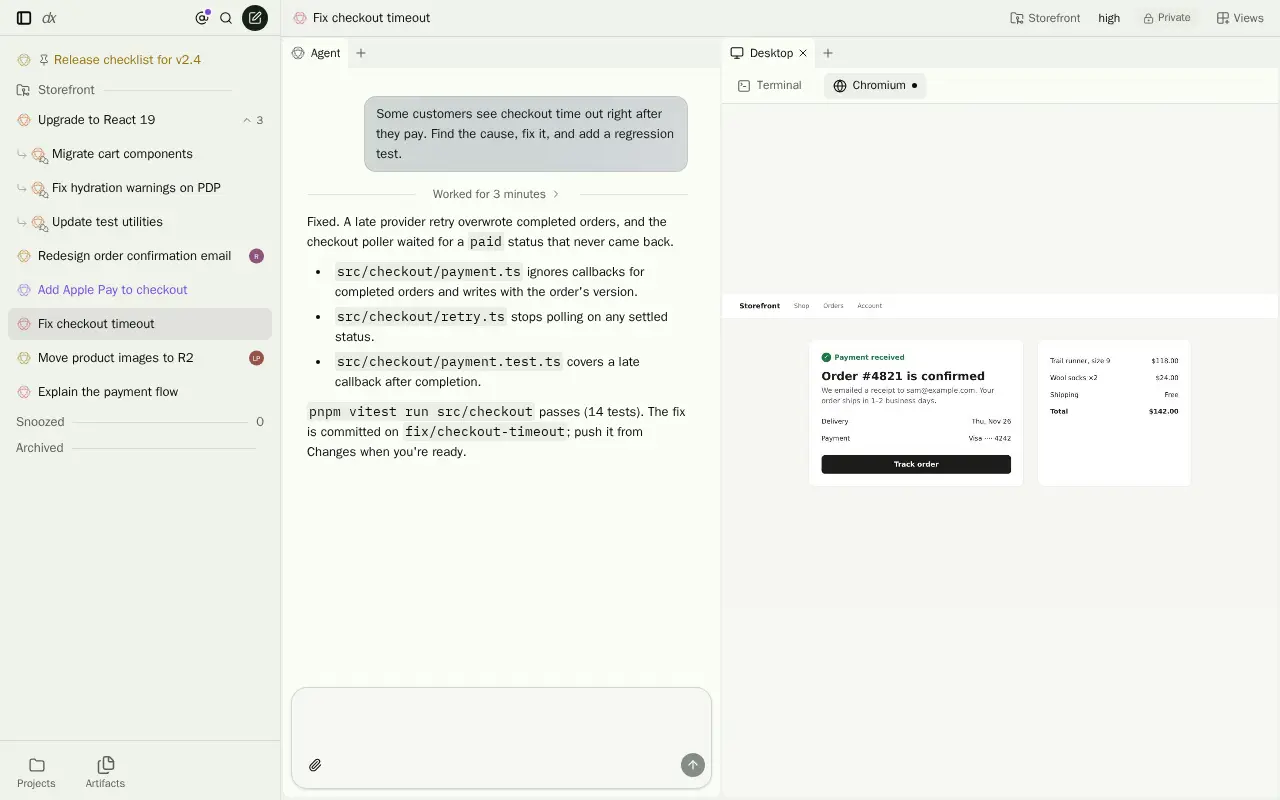 dx
Release checklist for v2.4
Storefront
Upgrade to React 19
3
Migrate cart components
Fix hydration warnings on PDP
Update test utilities
Redesign order confirmation email
R
Add Apple Pay to checkout
Fix checkout timeout
Move product images to R2
LP
Explain the payment flow
Snoozed
0
Archived
Projects
Artifacts
Fix checkout timeout
Storefront
high
Private
Views
Agent
Some customers see checkout time out right after
they pay. Find the cause, fix it, and add a regression
test.
Worked for 3 minutes
Fixed. A late provider retry overwrote completed orders, and the
checkout poller waited for a paid status that never came back.
• src/checkout/payment.ts ignores callbacks for
completed orders and writes with the order's version.
• src/checkout/retry.ts stops polling on any settled
status.
• src/checkout/payment.test.ts covers a late
callback after completion.
pnpm vitest run src/checkout passes (14 tests). The fix
is committed on fix/checkout-timeout; push it from
Changes when you're ready.
Desktop
Terminal
Chromium
Storefront
Shop
Orders
Account
Payment received
Order #4821 is confirmed
We emailed a receipt to sam@example.com. Your
order ships in 1–2 business days.
Delivery
Thu, Nov 26
Payment
Visa ···· 4242
Track order
Trail runner, size 9
$118.00
Wool socks ×2
$24.00
Shipping
Free
Total
$142.00